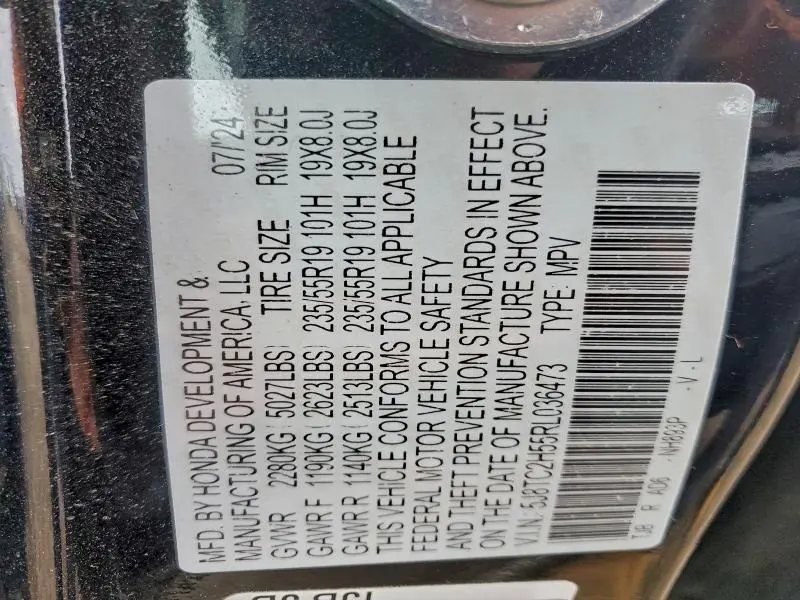 MFD. BY HONDA DEVELOPMENT & 07/'24
MANUFACTURING OF AMERICA, LLC
GVWR 2280KG(5027LBS) TIRE SIZE RIM SIZE
GAWR F 1190KG(2623LBS) 235/55R19 101H 19X8.0J
GAWR R 1140KG(2513LBS) 235/55R19 101H 19X8.0J
THIS VEHICLE CONFORMS TO ALL APPLICABLE
FEDERAL MOTOR VEHICLE SAFETY
AND THEFT PREVENTION STANDARDS IN EFFECT
ON THE DATE OF MANUFACTURE SHOWN ABOVE.
V.I.N: 5J8TC2H55RL036473 TYPE: MPV
TJB R AD6 NH893P - V - L